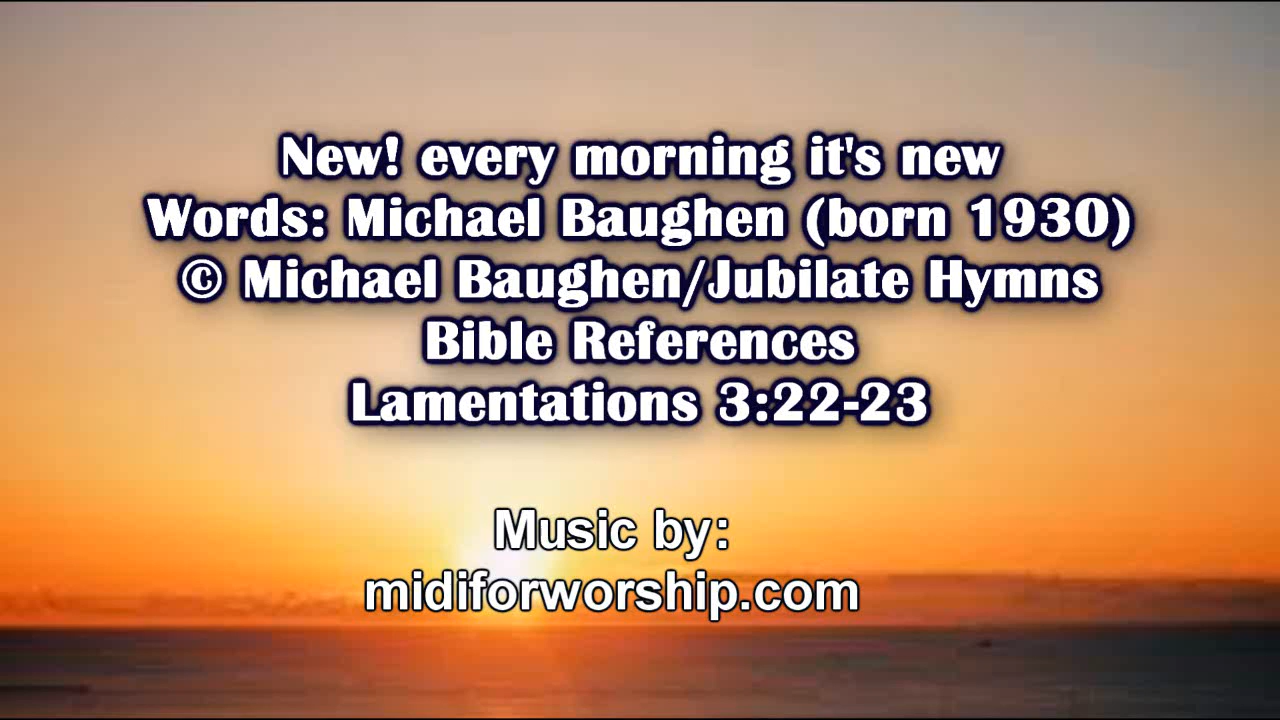 New! every morning it's new
Words: Michael Baughen (born 1930)
© Michael Baughen/Jubilate Hymns
Bible References
Lamentations 3:22-23
Music by:
midiforworship.com